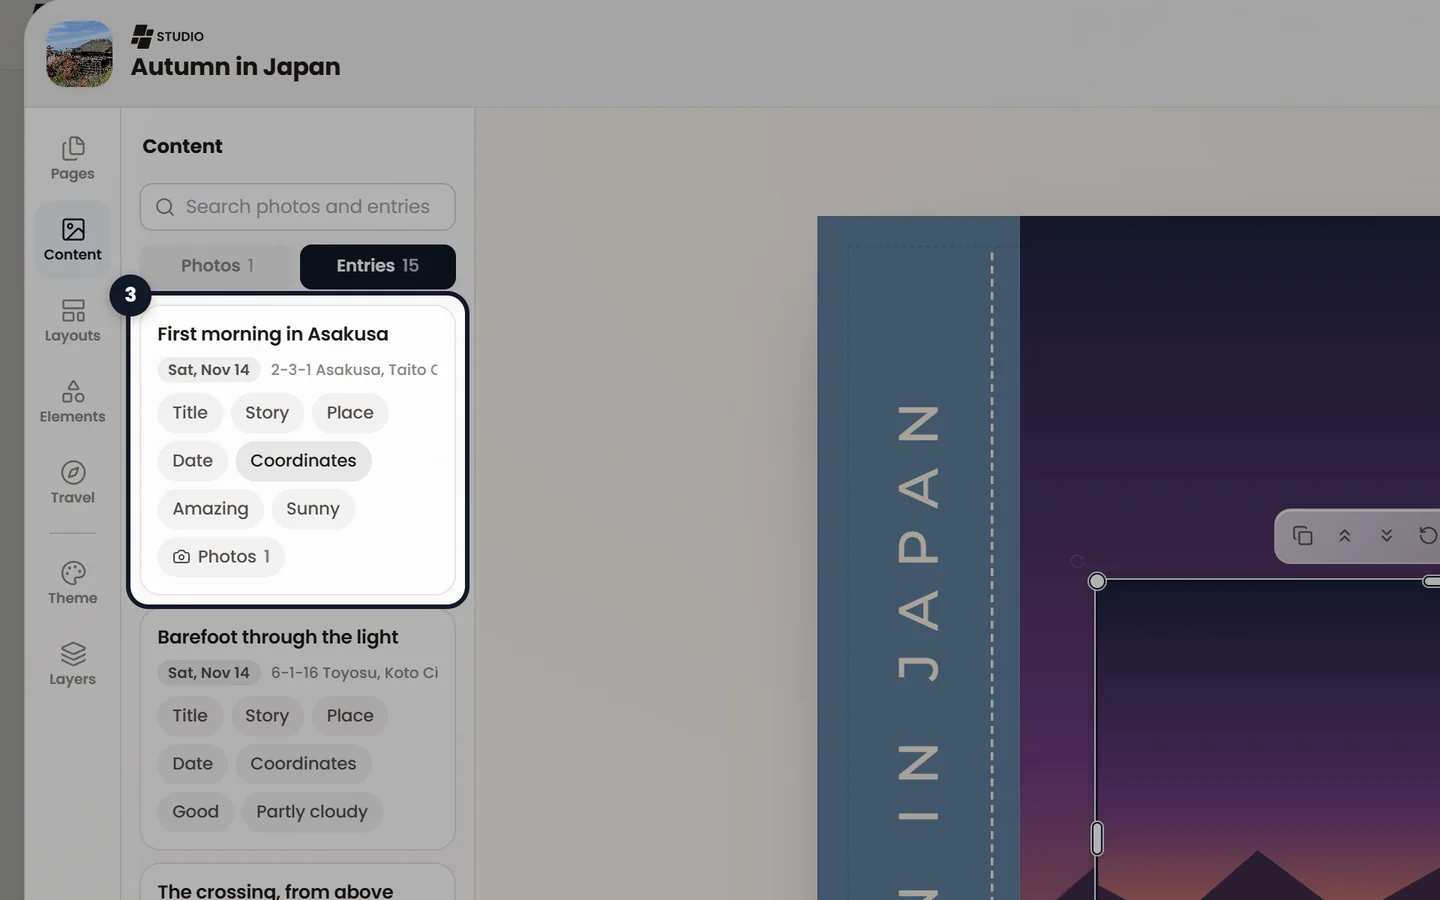 STUDIO
Autumn in Japan
Pages
Content
Layouts
Elements
Travel
Theme
Layers
Content
Search photos and entries
Photos 1
Entries 15
3
First morning in Asakusa
Sat, Nov 14 2-3-1 Asakusa, Taito
Title Story Place
Date Coordinates
Amazing Sunny
Photos 1
Barefoot through the light
Sat, Nov 14 6-1-16 Toyosu, Koto Ci
Title Story Place
Date Coordinates
Good Partly cloudy
The crossing, from above
N IN JAPAN